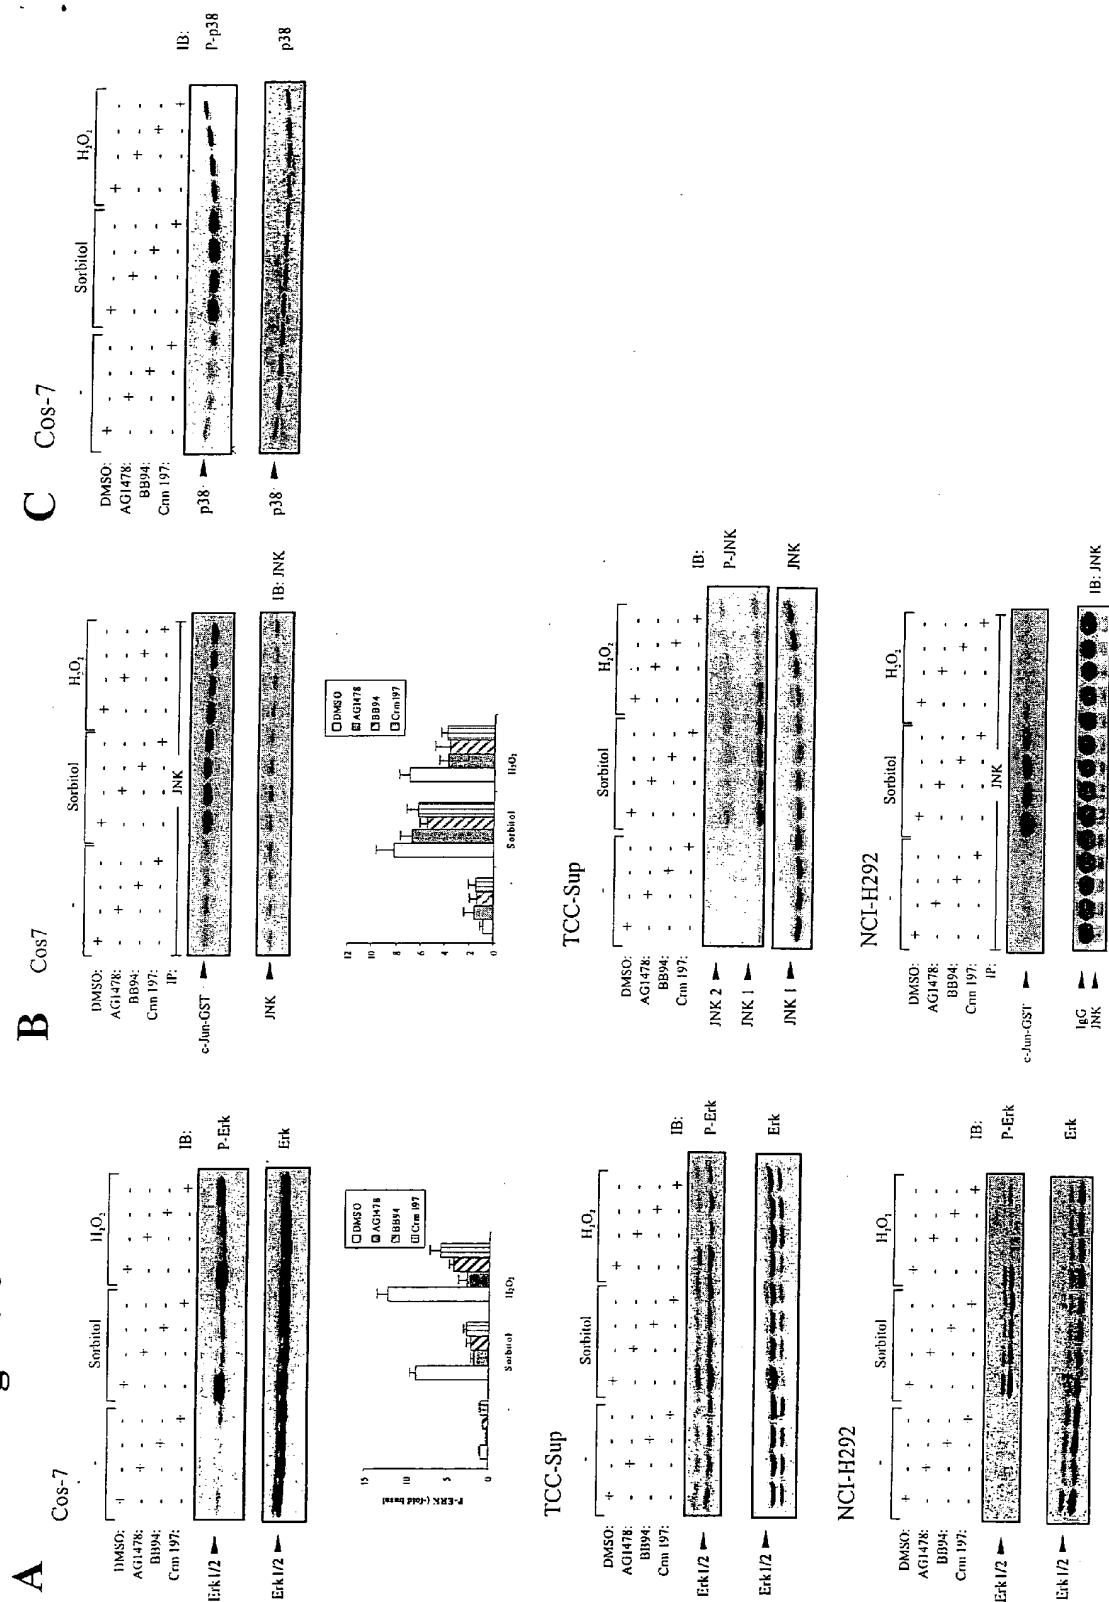 A
Cos-7
- Sorbitol H₂O₂
DMSO: + - - - + - - - + - - -
AG1478: - + - - - + - - - + - -
BB94: - - + - - - + - - - + -
Crm 197: - - - + - - - + - - - +
IB:
Erk1/2 P-Erk
Erk
15
10
5
0
P-ERK (-fold basal
Sorbitol
H₂O₂
DMSO
AG1478
BB94
Crm 197
TCC-Sup
- Sorbitol H₂O₂
DMSO: + - - - + - - - + - - -
AG1478: - + - - - + - - - + - -
BB94: - - + - - - + - - - + -
Crm 197: - - - + - - - + - - - +
IB:
Erk1/2 P-Erk
Erk1/2 Erk
NCI-H292
- Sorbitol H₂O₂
DMSO: + - - - + - - - + - - -
AG1478: - + - - - + - - - + - -
BB94: - - + - - - + - - - + -
Crm 197: - - - + - - - + - - - +
IB:
Erk1/2 P-Erk
Erk1/2 Erk
B
Cos7
- Sorbitol H₂O₂
DMSO: + - - - + - - - + - - -
AG1478: - + - - - + - - - + - -
BB94: - - + - - - + - - - + -
Crm 197: - - - + - - - + - - - +
IP: JNK
c-Jun-GST
JNK IB: JNK
12
10
8
6
4
2
0
Sorbitol
H₂O₂
DMSO
AG1478
BB94
Crm197
TCC-Sup
- Sorbitol H₂O₂
DMSO: + - - - + - - - + - - -
AG1478: - + - - - + - - - + - -
BB94: - - + - - - + - - - + -
Crm 197: - - - + - - - + - - - +
IB:
JNK 2 P-JNK
JNK 1
JNK 1 JNK
NCI-H292
- Sorbitol H₂O₂
DMSO: + - - - + - - - + - - -
AG1478: - + - - - + - - - + - -
BB94: - - + - - - + - - - + -
Crm 197: - - - + - - - + - - - +
IP: JNK
c-Jun-GST
IgG
JNK IB: JNK
C
Cos-7
- Sorbitol H₂O₂
DMSO: + - - - + - - - + - - -
AG1478: - + - - - + - - - + - -
BB94: - - + - - - + - - - + -
Crm 197: - - - + - - - + - - - +
IB:
p38 P-p38
p38 p38